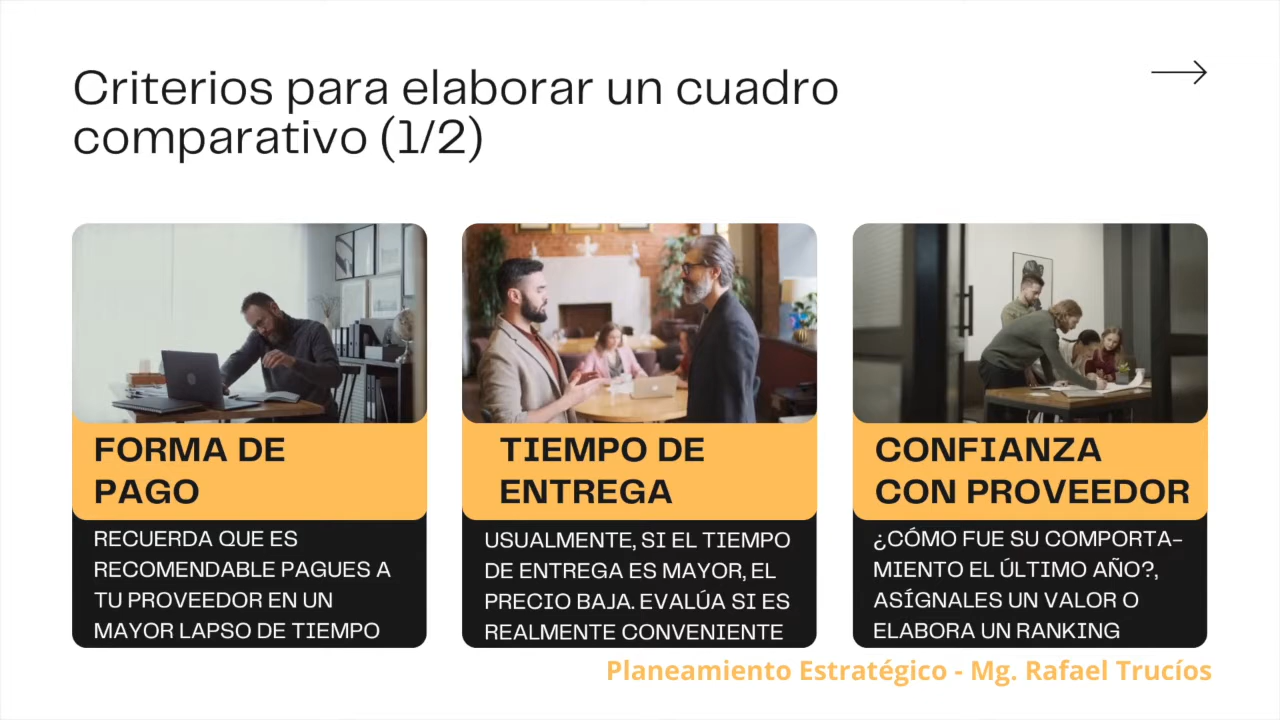 Criterios para elaborar un cuadro
comparativo (1/2)
FORMA DE
PAGO
RECUERDA QUE ES
RECOMENDABLE PAGUES A
TU PROVEEDOR EN UN
MAYOR LAPSO DE TIEMPO
TIEMPO DE
ENTREGA
USUALMENTE, SI EL TIEMPO
DE ENTREGA ES MAYOR, EL
PRECIO BAJA. EVALÚA SI ES
REALMENTE CONVENIENTE
CONFIANZA
CON PROVEEDOR
¿CÓMO FUE SU COMPORTA-
MIENTO EL ÚLTIMO AÑO?,
ASÍGNALES UN VALOR O
ELABORA UN RANKING
Planeamiento Estratégico - Mg. Rafael Trucíos